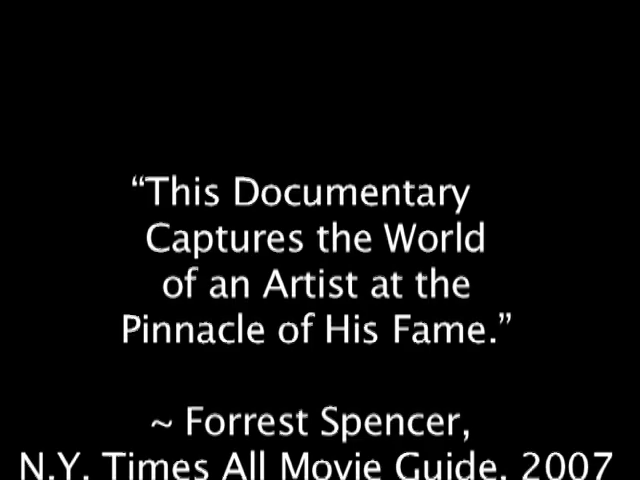 “This Documentary
Captures the World
of an Artist at the
Pinnacle of His Fame.”
~ Forrest Spencer,
N.Y. Times All Movie Guide, 2007